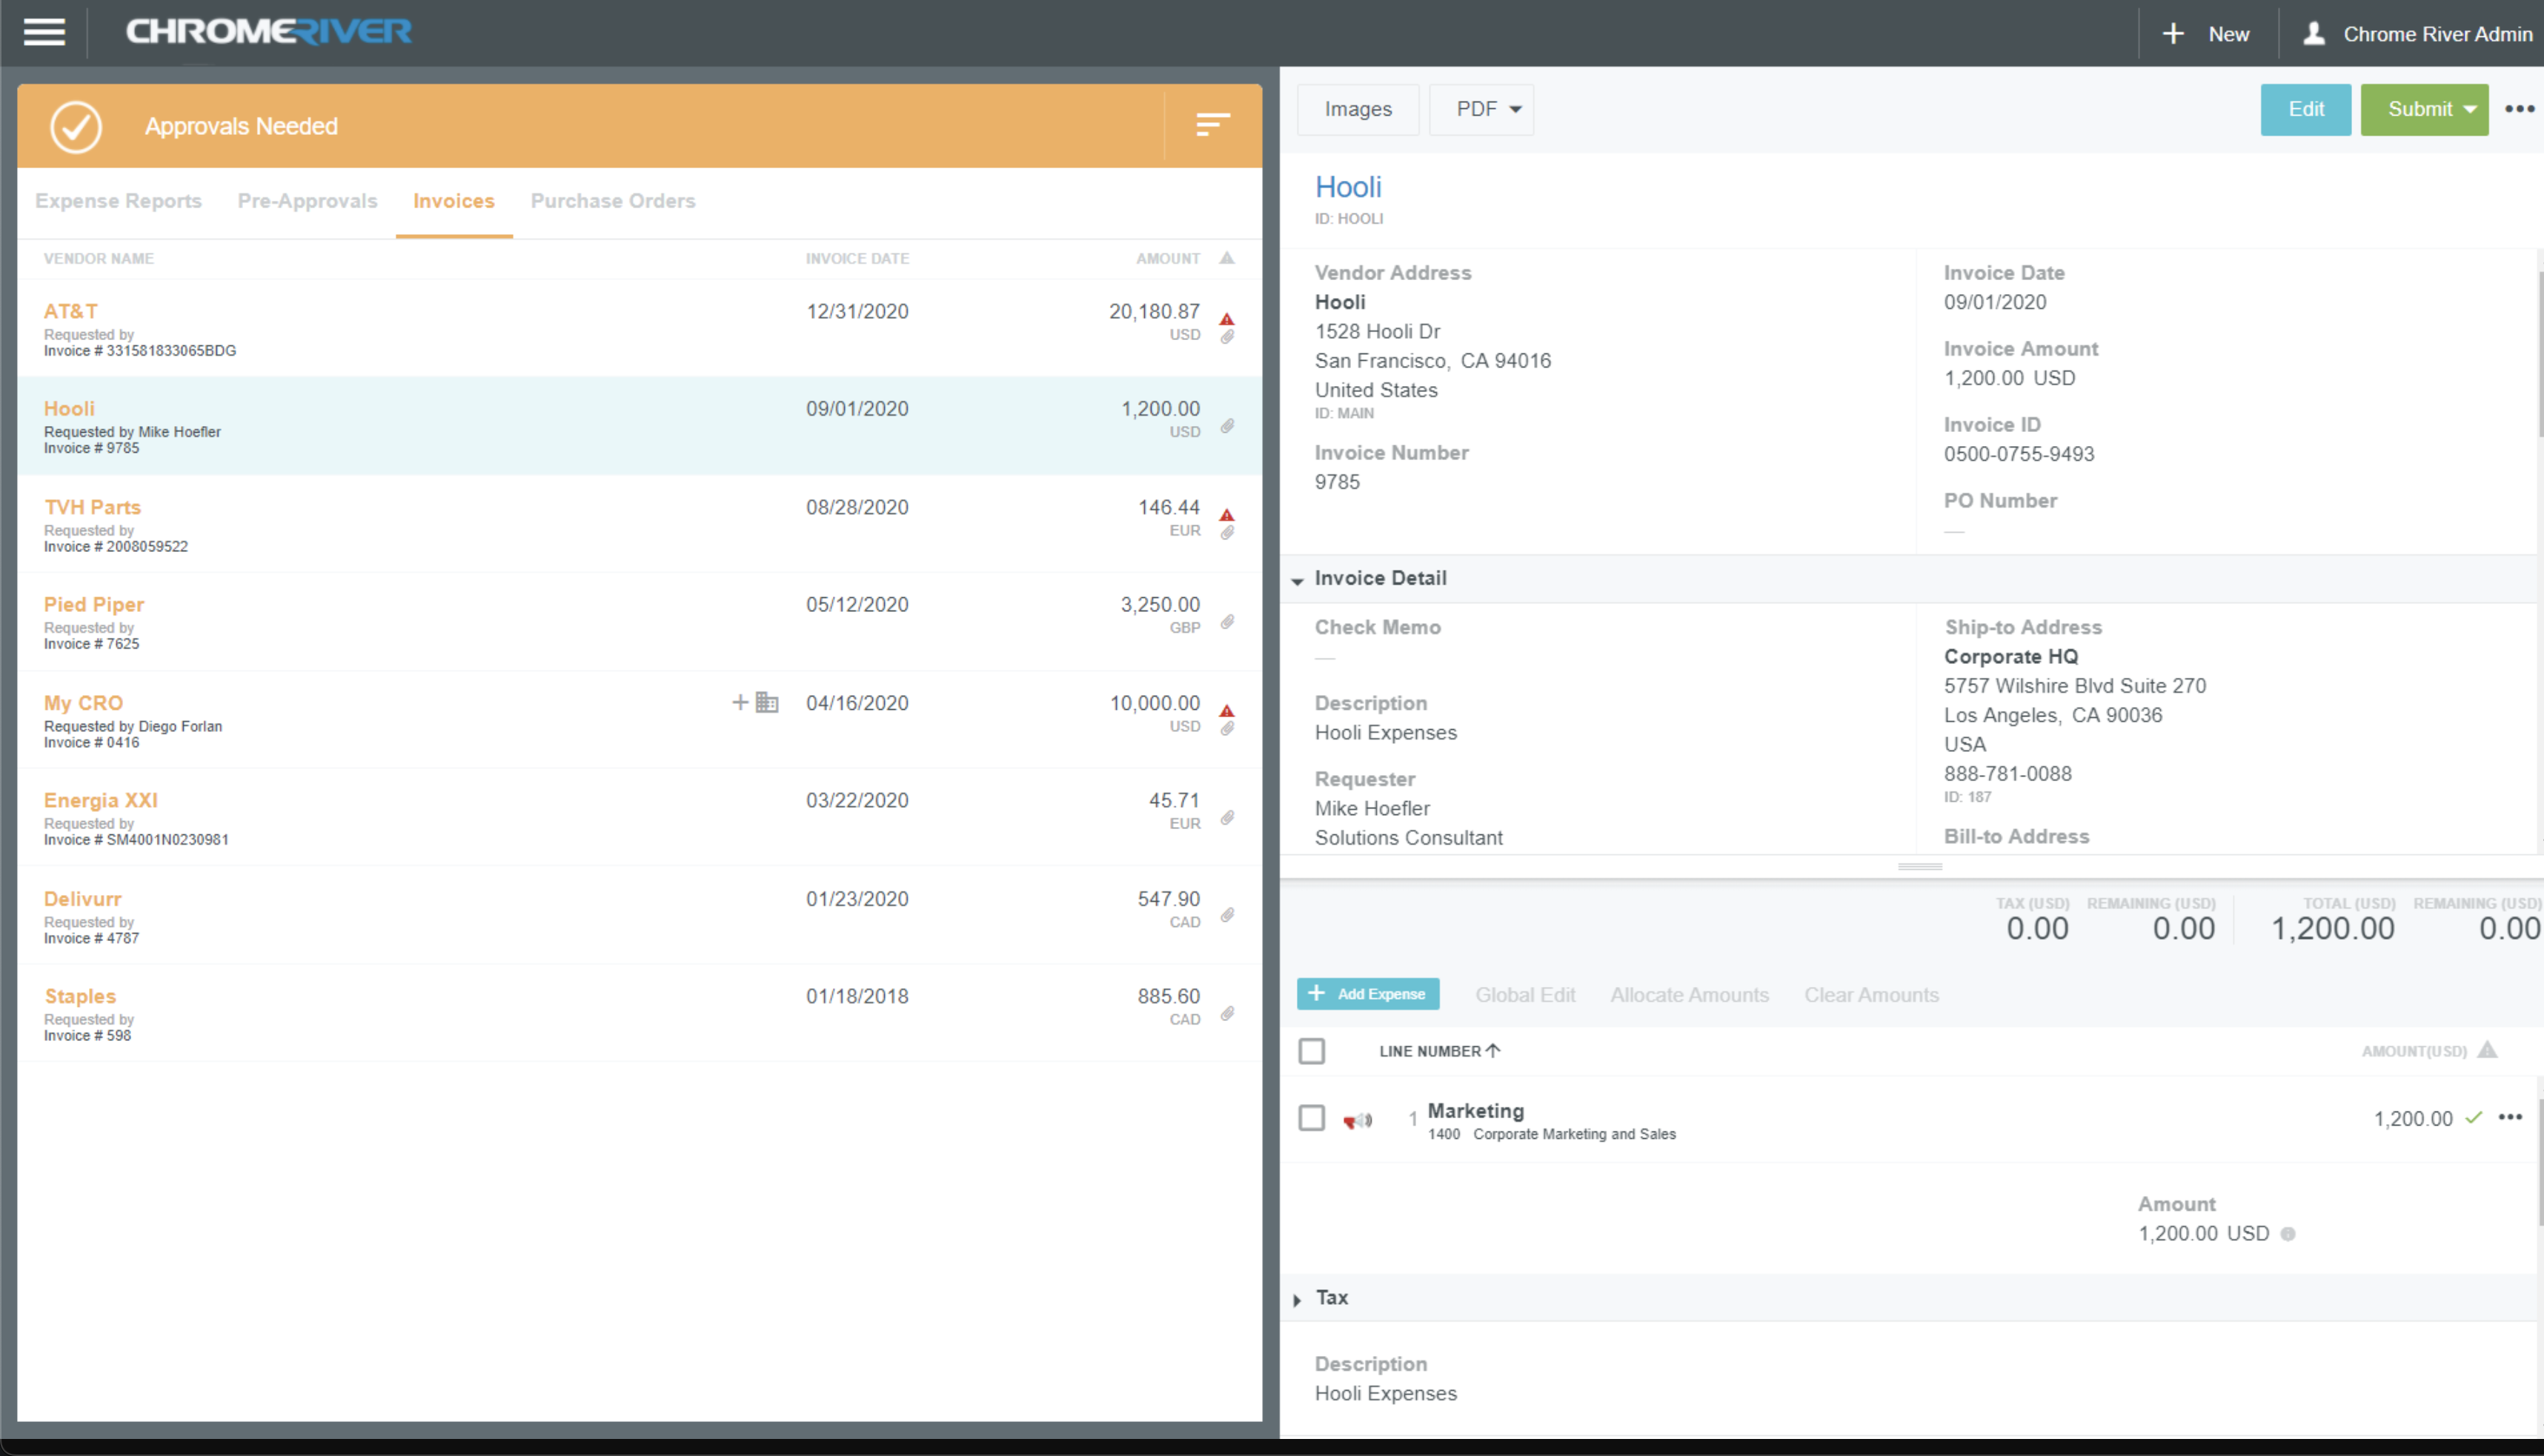 CHROMERIVER
New
Chrome River Admin
Approvals Needed
Expense Reports Pre-Approvals Invoices Purchase Orders
VENDOR NAME INVOICE DATE AMOUNT
AT&T 12/31/2020 20,180.87
Requested by USD
Invoice # 331581833065BDG
Hooli 09/01/2020 1,200.00
Requested by Mike Hoefler USD
Invoice # 9785
TVH Parts 08/28/2020 146.44
Requested by EUR
Invoice # 2008059522
Pied Piper 05/12/2020 3,250.00
Requested by GBP
Invoice # 7625
My CRO 04/16/2020 10,000.00
Requested by Diego Forlan USD
Invoice # 0416
Energia XXI 03/22/2020 45.71
Requested by EUR
Invoice # SM4001N0230981
Delivurr 01/23/2020 547.90
Requested by CAD
Invoice # 4787
Staples 01/18/2018 885.60
Requested by CAD
Invoice # 598
Images PDF Edit Submit
Hooli
ID: HOOLI
Vendor Address
Hooli
1528 Hooli Dr
San Francisco, CA 94016
United States
ID: MAIN
Invoice Number
9785
Invoice Date
09/01/2020
Invoice Amount
1,200.00 USD
Invoice ID
0500-0755-9493
PO Number
—
Invoice Detail
Check Memo
—
Description
Hooli Expenses
Requester
Mike Hoefler
Solutions Consultant
Ship-to Address
Corporate HQ
5757 Wilshire Blvd Suite 270
Los Angeles, CA 90036
USA
888-781-0088
ID: 187
Bill-to Address
TAX (USD) REMAINING (USD) TOTAL (USD) REMAINING (USD)
0.00 0.00 1,200.00 0.00
Add Expense Global Edit Allocate Amounts Clear Amounts
LINE NUMBER AMOUNT(USD)
1 Marketing 1,200.00
1400 Corporate Marketing and Sales
Amount
1,200.00 USD
Tax
Description
Hooli Expenses